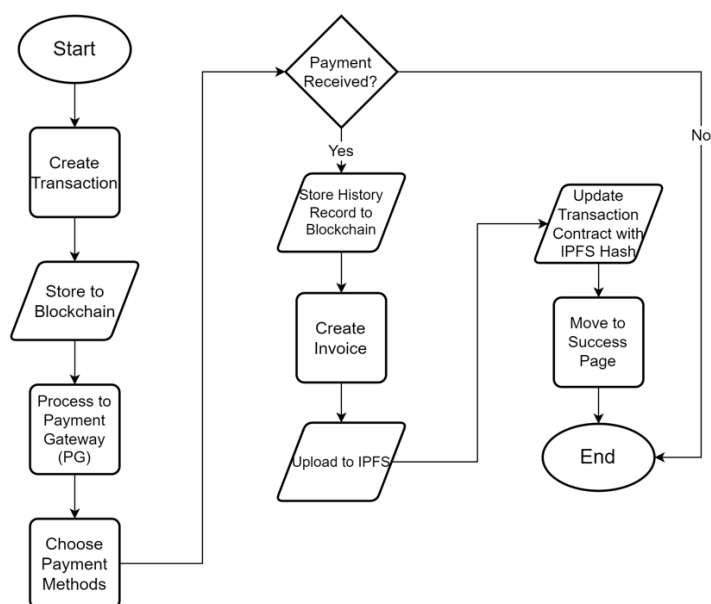 Start
Create
Transaction
Store to
Blockchain
Process to
Payment
Gateway
(PG)
Choose
Payment
Methods
Payment
Received?
Yes
No
Store History
Record to
Blockchain
Create
Invoice
Upload to IPFS
Update
Transaction
Contract with
IPFS Hash
Move to
Success
Page
End